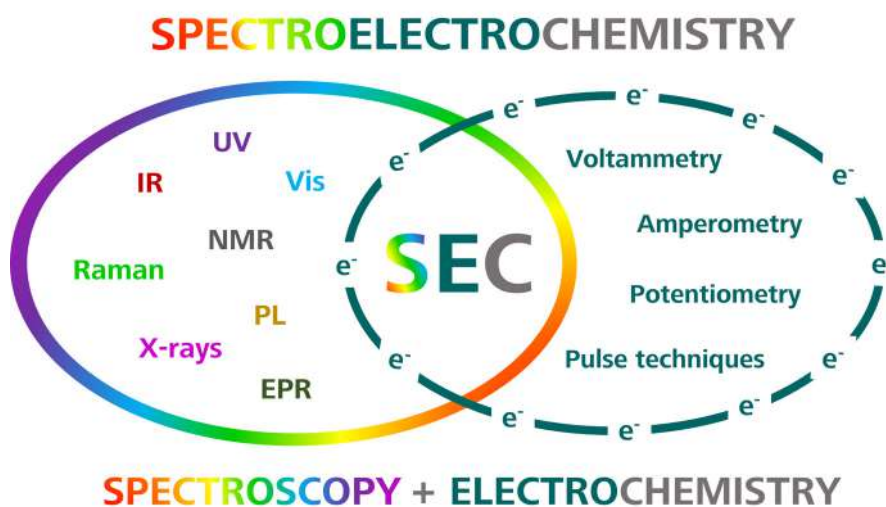 SPECTROELECTROCHEMISTRY
UV
IR
Vis
NMR
Raman
PL
X-rays
EPR
SEC
Voltammetry
Amperometry
Potentiometry
Pulse techniques
e-
e-
e-
e-
e-
e-
e
e-
e-
e-
e-
e-
SPECTROSCOPY + ELECTROCHEMISTRY